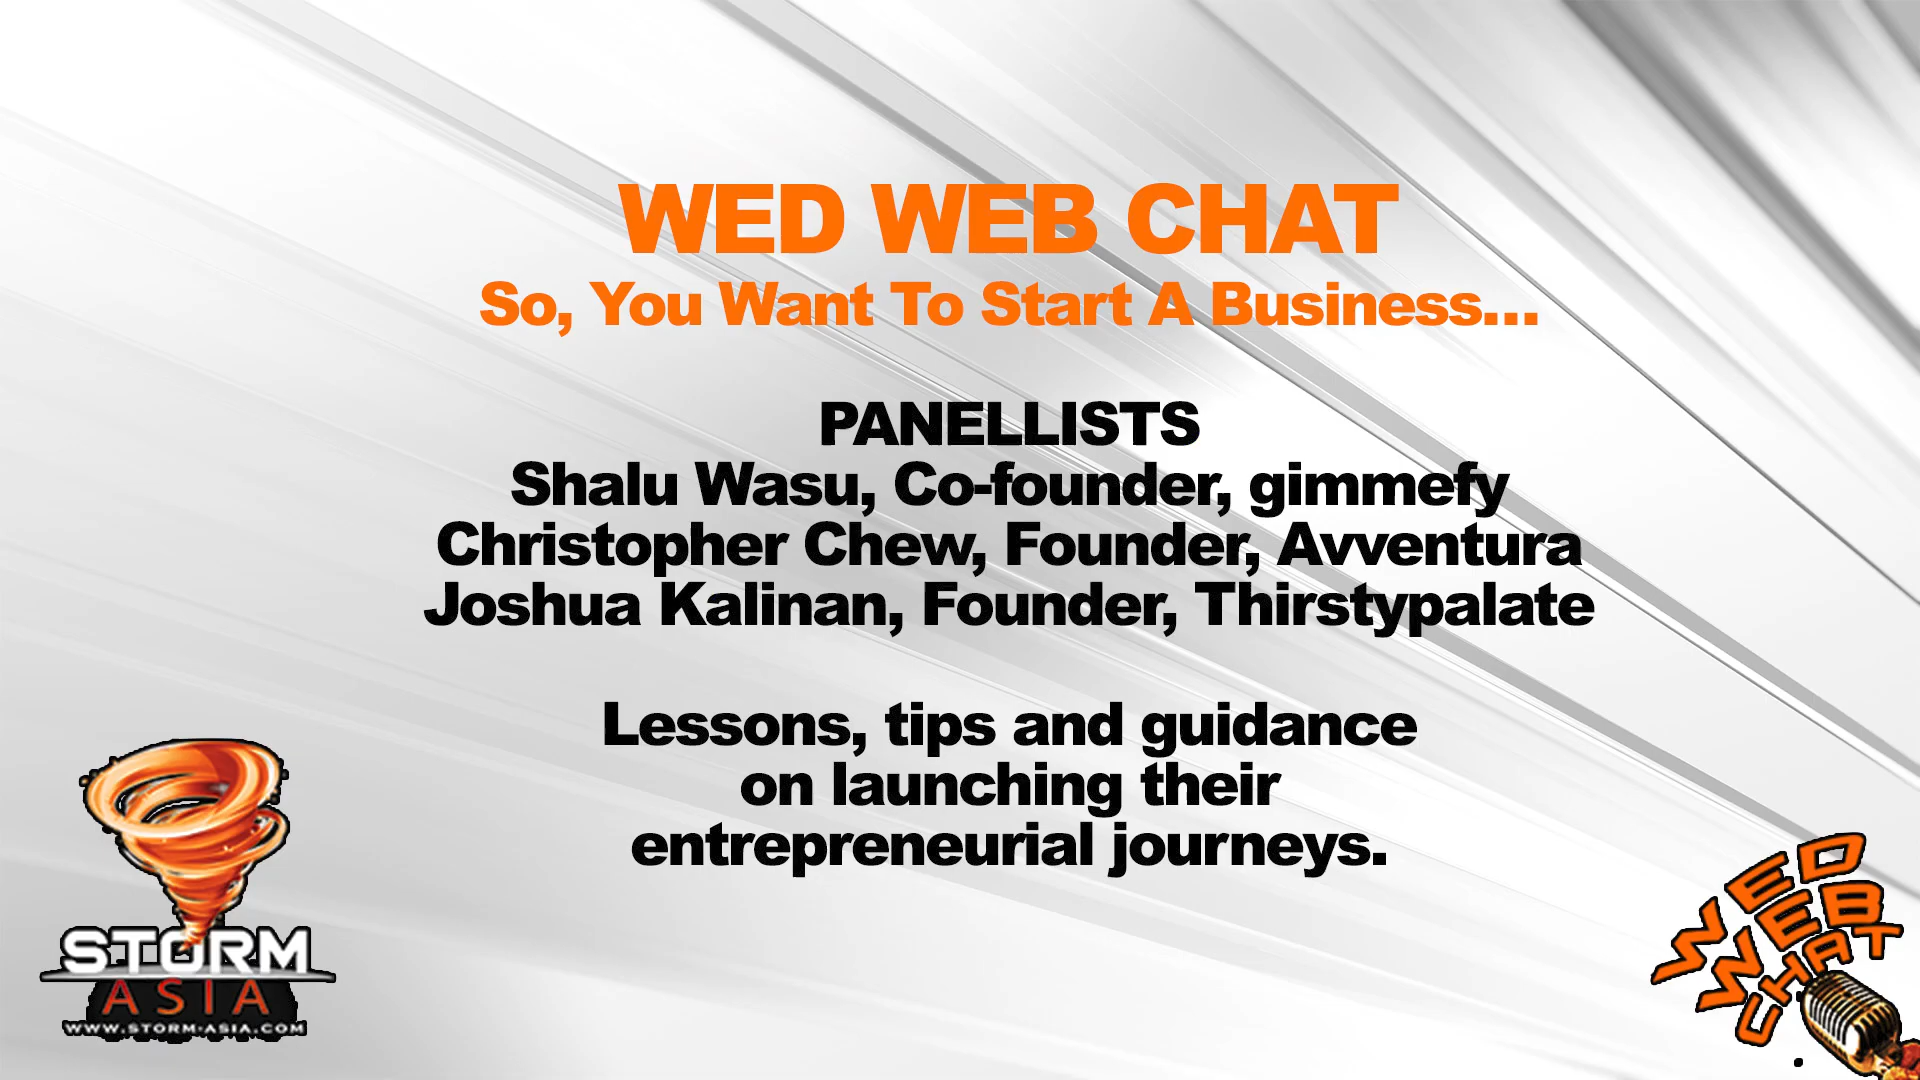 WED WEB CHAT
So, You Want To Start A Business...
PANELLISTS
Shalu Wasu, Co-founder, gimmefy
Christopher Chew, Founder, Avventura
Joshua Kalinan, Founder, Thirstypalate
Lessons, tips and guidance
on launching their
entrepreneurial journeys.
STORM
ASIA
WWW.STORM-ASIA.COM
WED
WEB
CHAT